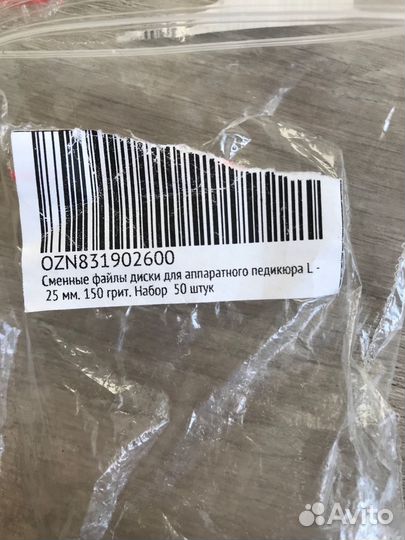 OZN831902600
Сменные файлы диски для аппаратного педикюра L -
25 мм. 150 грит. Набор 50 штук
Avito